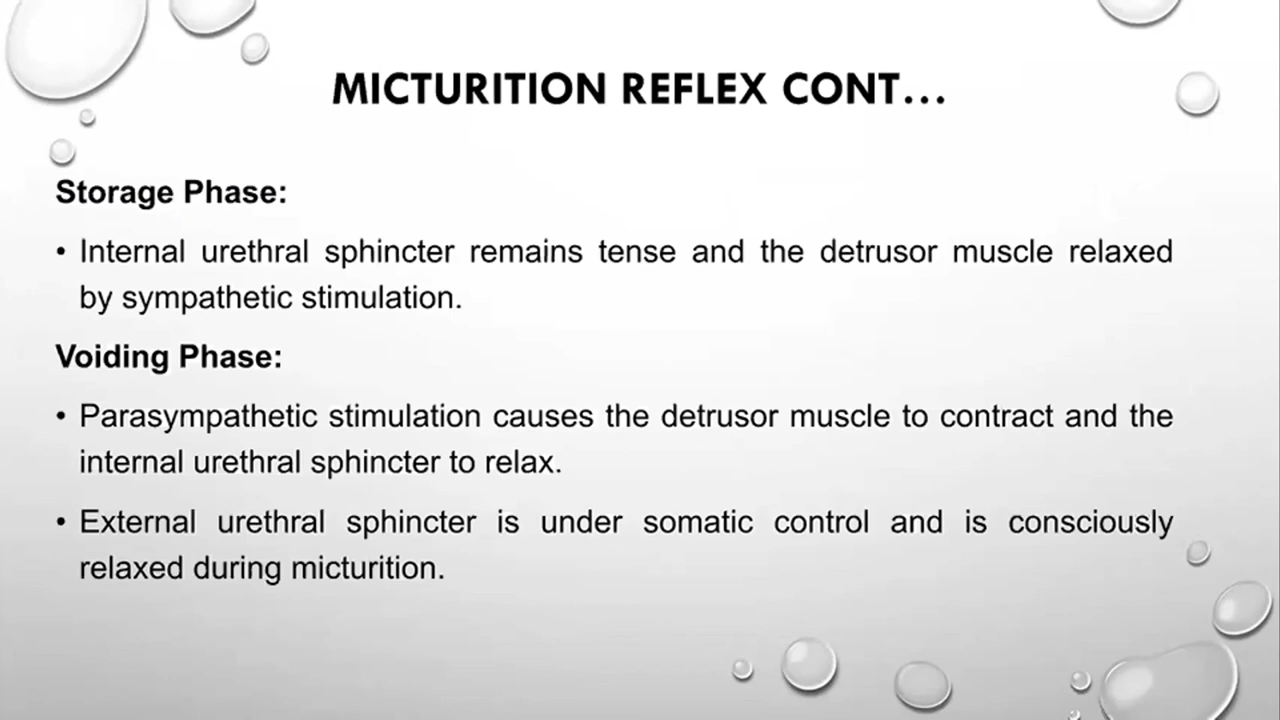 MICTURITION REFLEX CONT...
Storage Phase:
• Internal urethral sphincter remains tense and the detrusor muscle relaxed
by sympathetic stimulation.
Voiding Phase:
• Parasympathetic stimulation causes the detrusor muscle to contract and the
internal urethral sphincter to relax.
• External urethral sphincter is under somatic control and is consciously
relaxed during micturition.